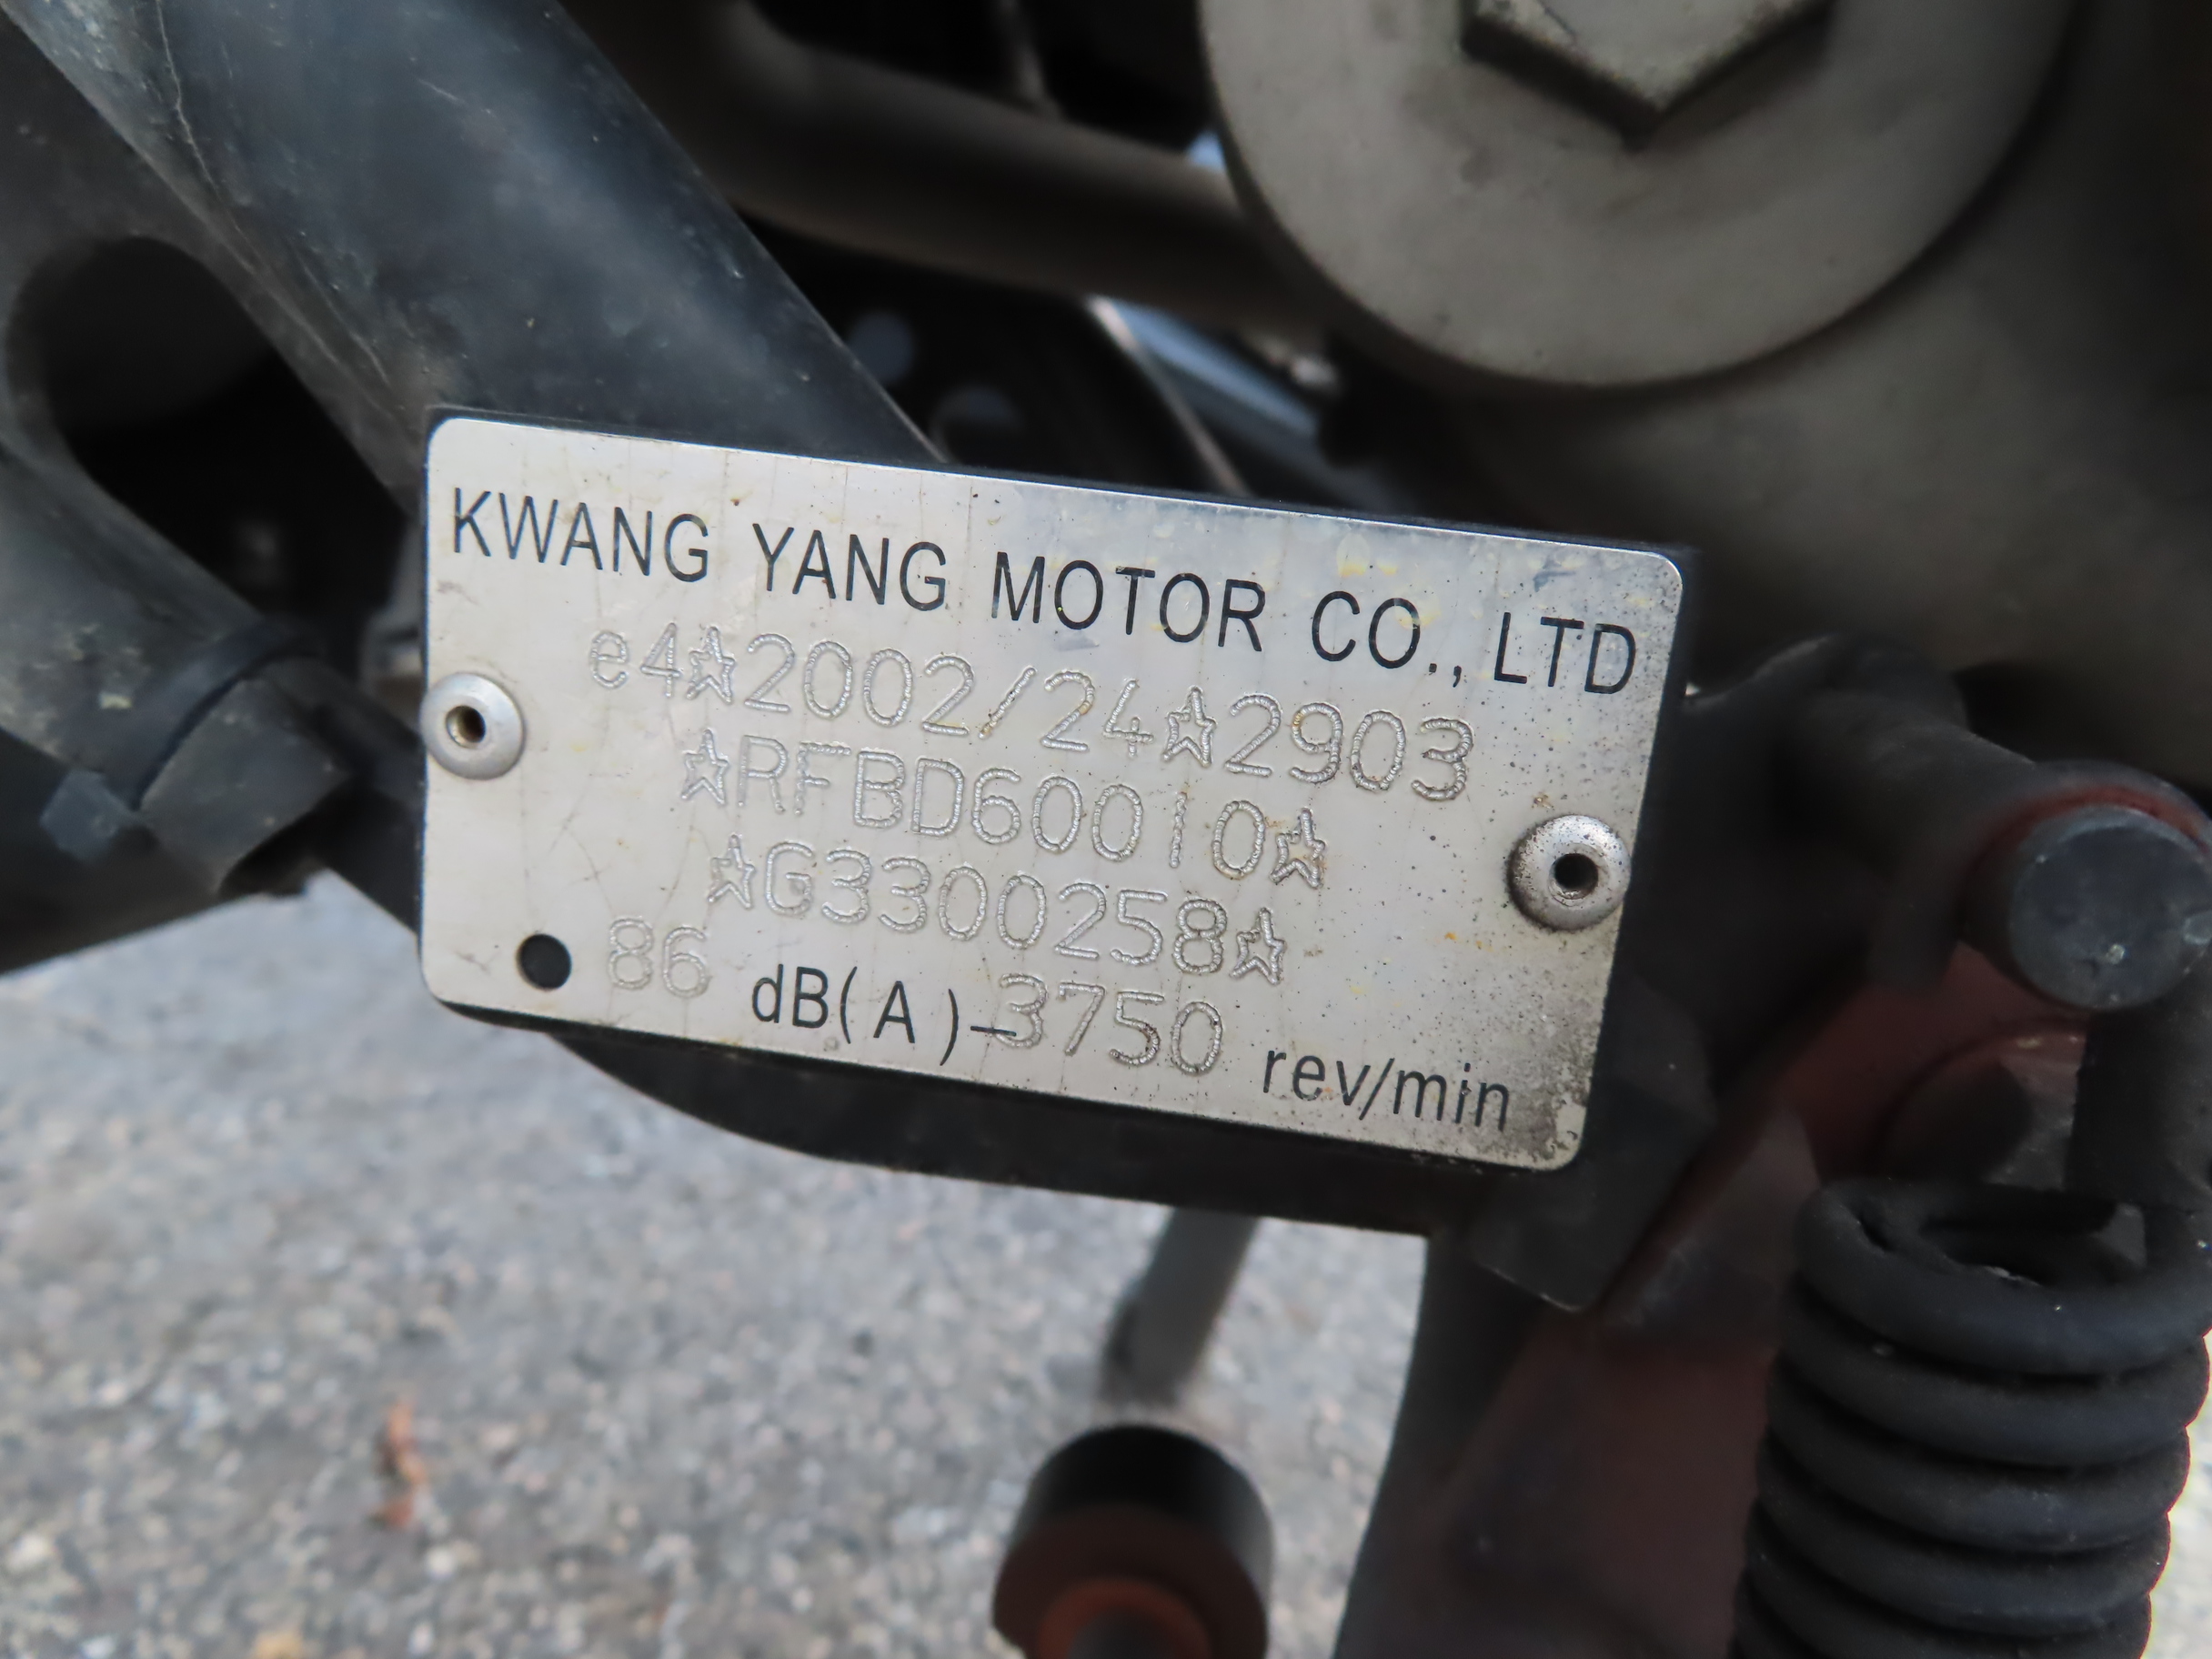 KWANG YANG MOTOR CO., LTD
e4☆2002/24☆2903
☆RFBD60010☆
☆G3300258☆
86 dB(A)-3750 rev/min